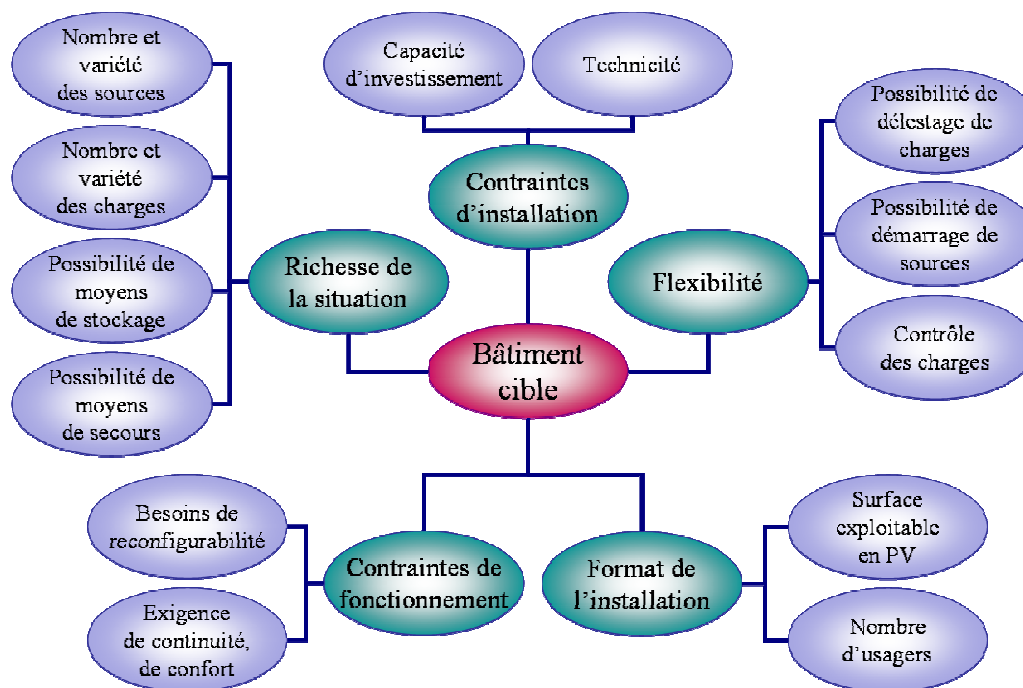 Nombre et
variété
des sources
Nombre et
variété
des charges
Possibilité de
moyens
de stockage
Possibilité de
moyens
de secours
Richesse de
la situation
Capacité
d'investissement
Technicité
Contraintes
d'installation
Flexibilité
Possibilité de
délestage de
charges
Possibilité de
démarrage de
sources
Contrôle
des charges
Bâtiment
cible
Besoins de
reconfigurabilité
Exigence
de continuité,
de confort
Contraintes de
fonctionnement
Format de
l'installation
Surface
exploitable
en PV
Nombre
d'usagers